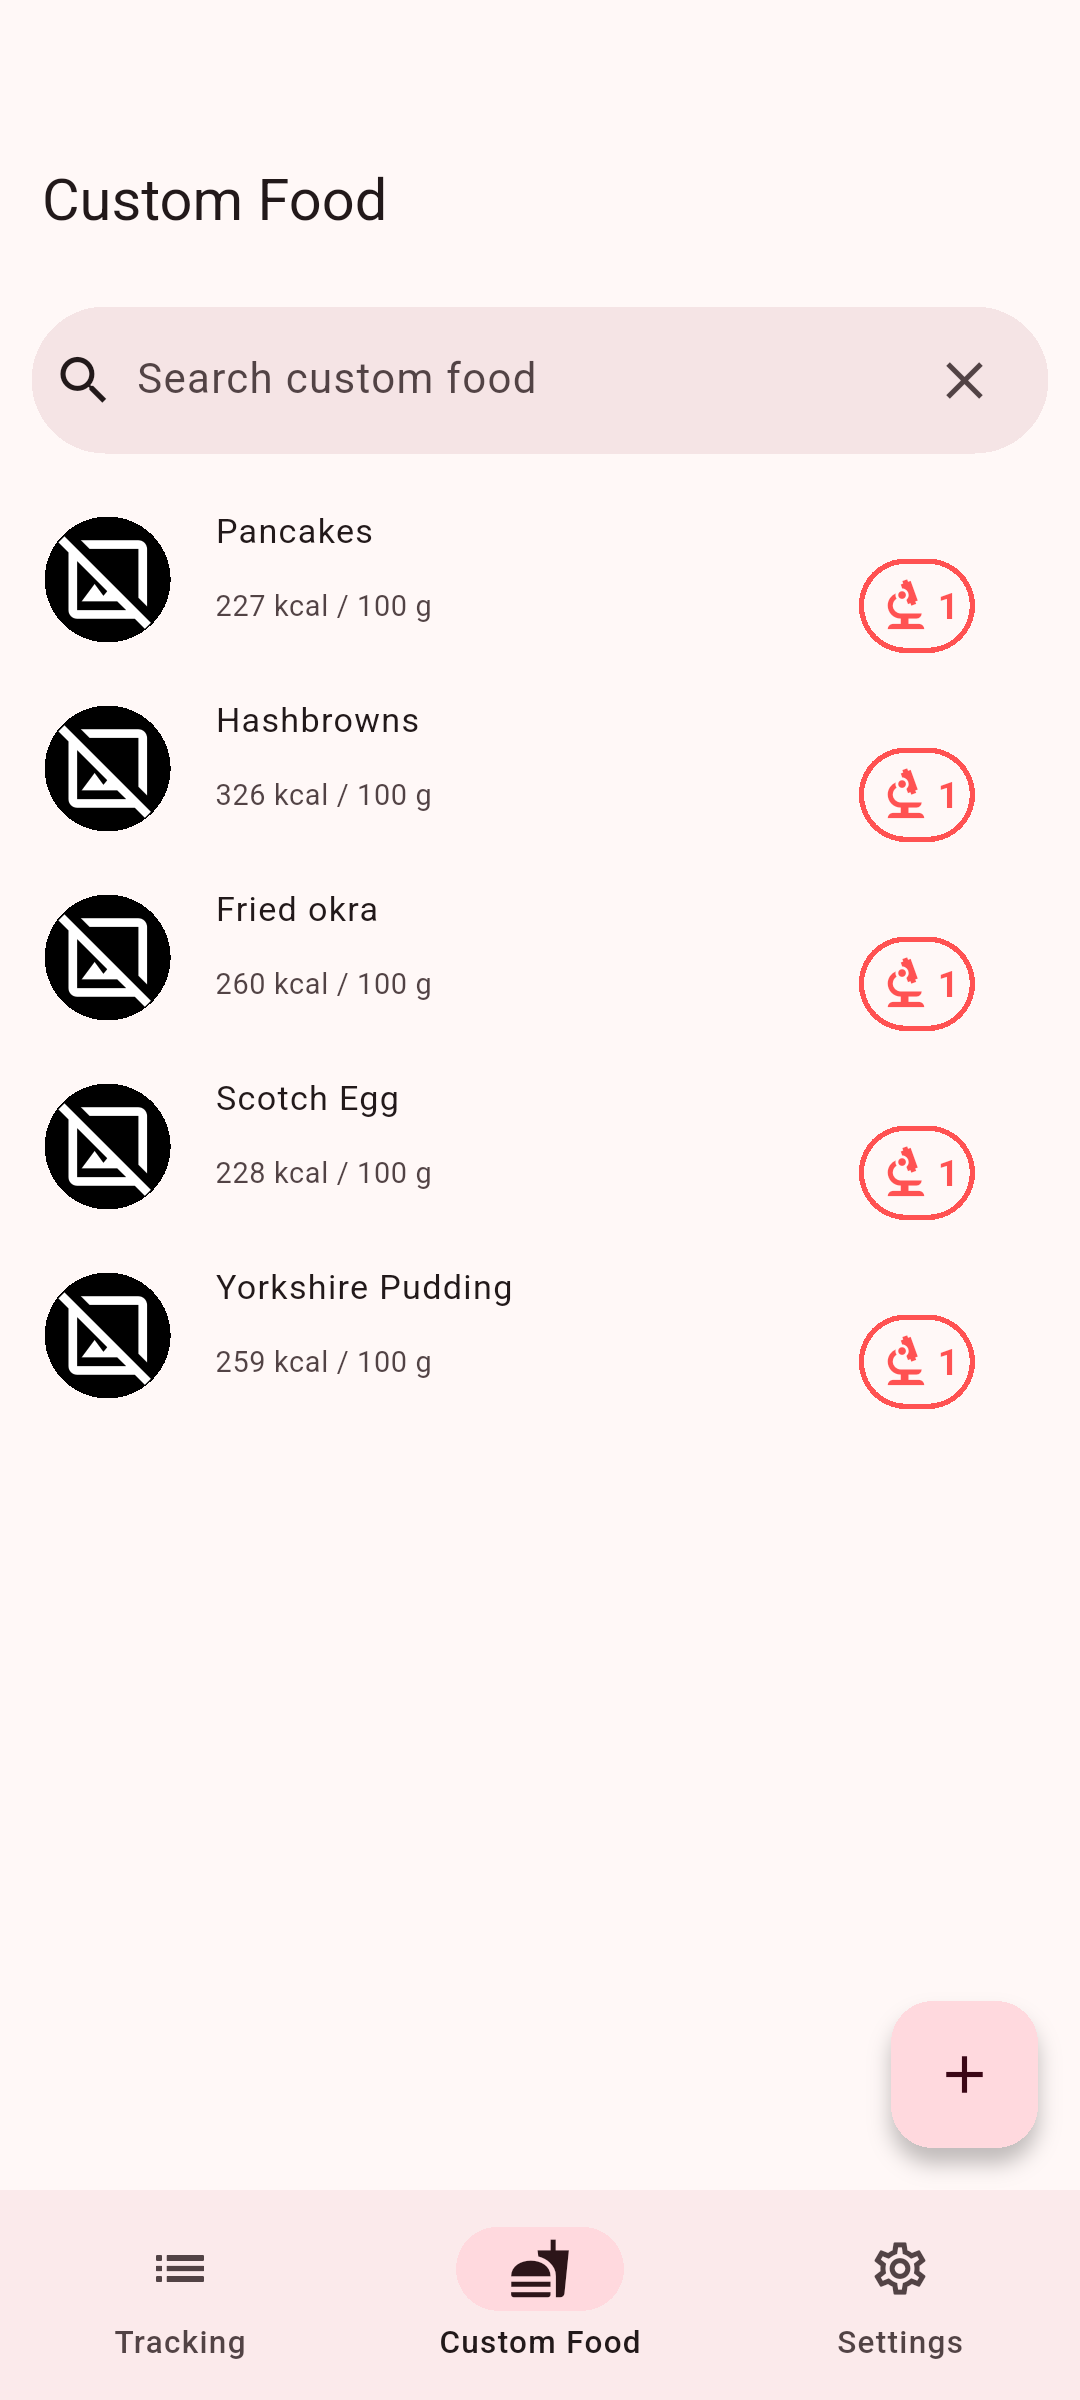 Custom Food
Search custom food
Pancakes
227 kcal / 100 g
1
Hashbrowns
326 kcal / 100 g
1
Fried okra
260 kcal / 100 g
1
Scotch Egg
228 kcal / 100 g
1
Yorkshire Pudding
259 kcal / 100 g
1
Tracking
Custom Food
Settings